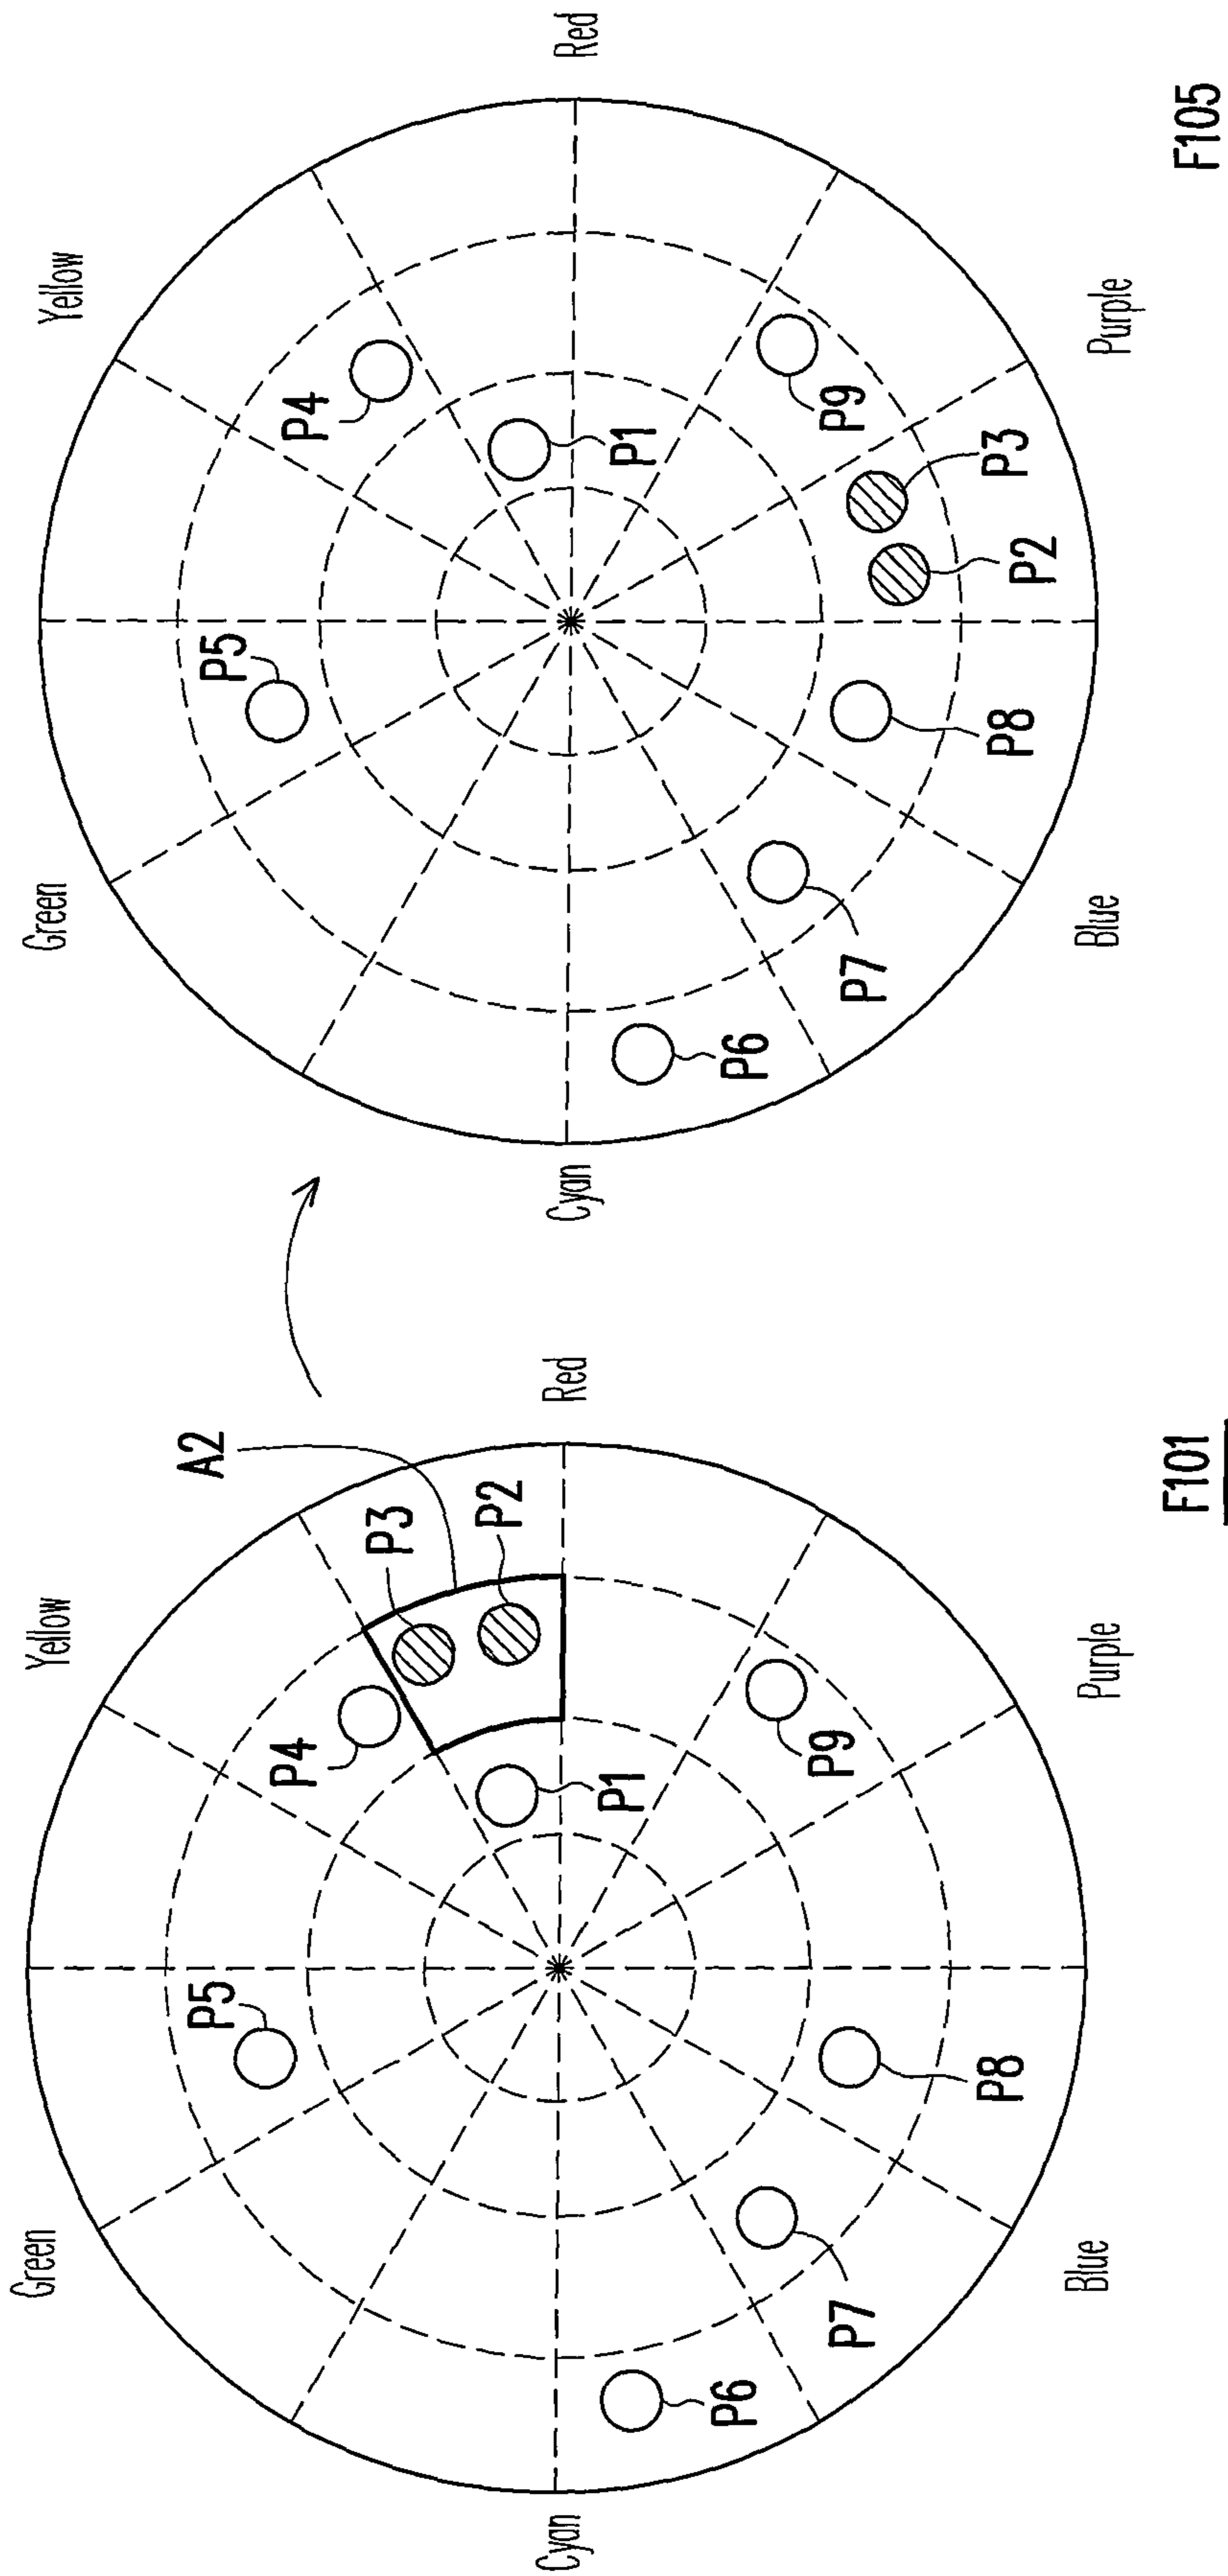 Green
Yellow
A2
P5
P4
P3
P2
Cyan
Red
P1
P6
P7
P8
P9
Blue
Purple
F101
Green
Yellow
P5
P4
Cyan
Red
P1
P6
P7
P8
P2
P3
P9
Blue
Purple
F105